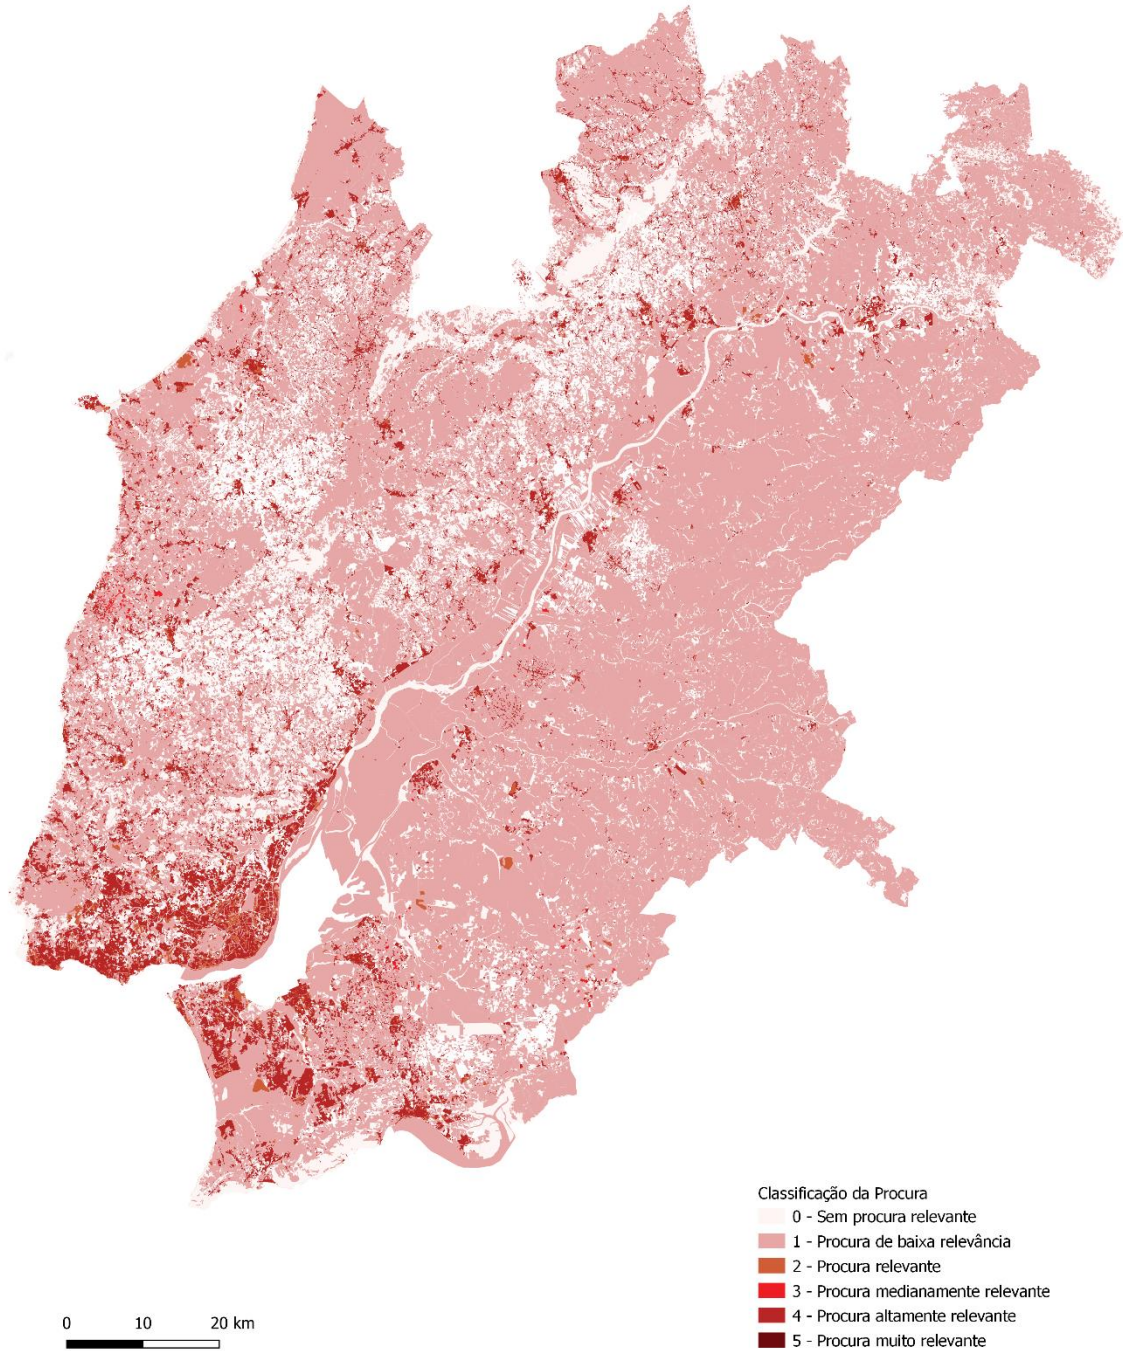 Classificação da Procura
0 - Sem procura relevante
1 - Procura de baixa relevância
2 - Procura relevante
3 - Procura medianamente relevante
4 - Procura altamente relevante
5 - Procura muito relevante
0 10 20 km